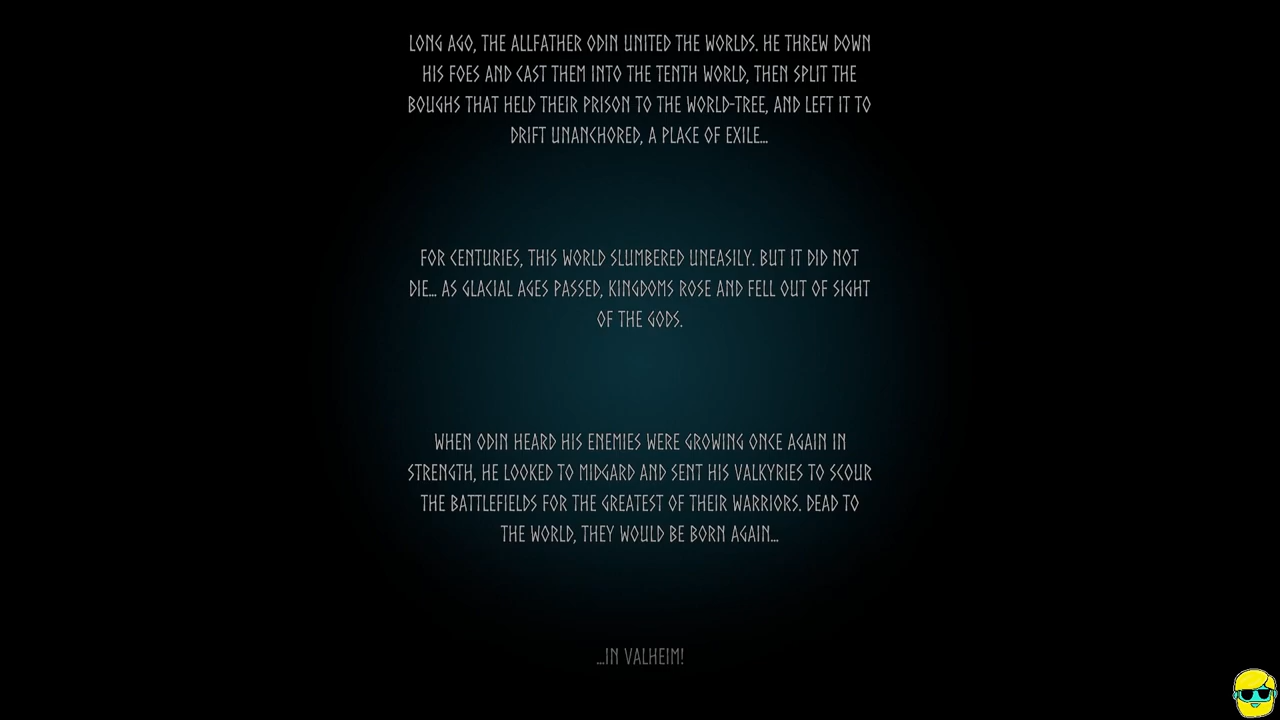 LONG AGO, THE ALLFATHER ODIN UNITED THE WORLDS. HE THREW DOWN
HIS FOES AND CAST THEM INTO THE TENTH WORLD, THEN SPLIT THE
BOUGHS THAT HELD THEIR PRISON TO THE WORLD-TREE, AND LEFT IT TO
DRIFT UNANCHORED, A PLACE OF EXILE...
FOR CENTURIES, THIS WORLD SLUMBERED UNEASILY. BUT IT DID NOT
DIE... AS GLACIAL AGES PASSED, KINGDOMS ROSE AND FELL OUT OF SIGHT
OF THE GODS.
WHEN ODIN HEARD HIS ENEMIES WERE GROWING ONCE AGAIN IN
STRENGTH, HE LOOKED TO MIDGARD AND SENT HIS VALKYRIES TO SCOUR
THE BATTLEFIELDS FOR THE GREATEST OF THEIR WARRIORS. DEAD TO
THE WORLD, THEY WOULD BE BORN AGAIN...
...IN VALHEIM!